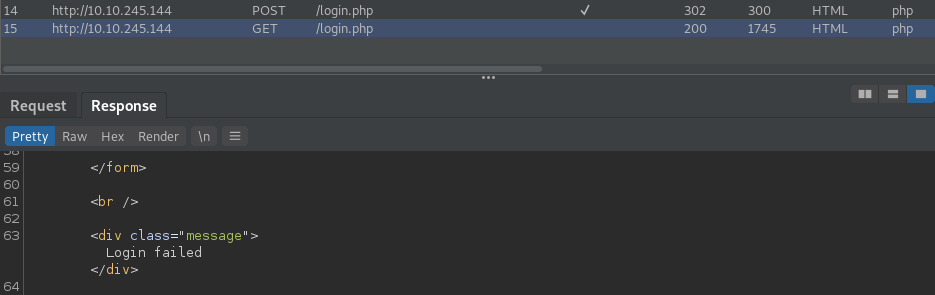 14 http://10.10.245.144 POST /login.php ✓ 302 300 HTML php
15 http://10.10.245.144 GET /login.php 200 1745 HTML php
Request Response
Pretty Raw Hex Render \n
58
59 </form>
60
61 <br />
62
63 <div class="message">
Login failed
</div>
64